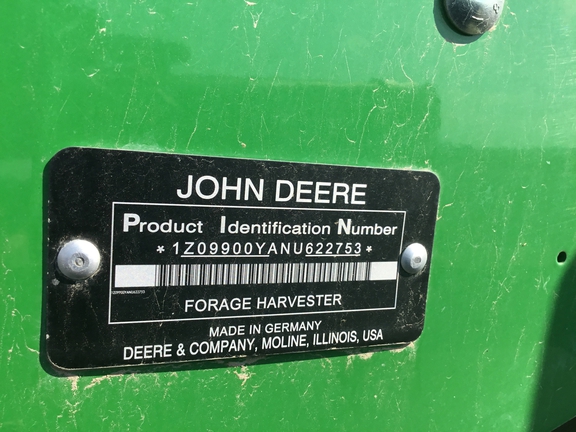 JOHN DEERE
Product Identification Number
*1Z09900YANU622753*
FORAGE HARVESTER
MADE IN GERMANY
DEERE & COMPANY, MOLINE, ILLINOIS, USA